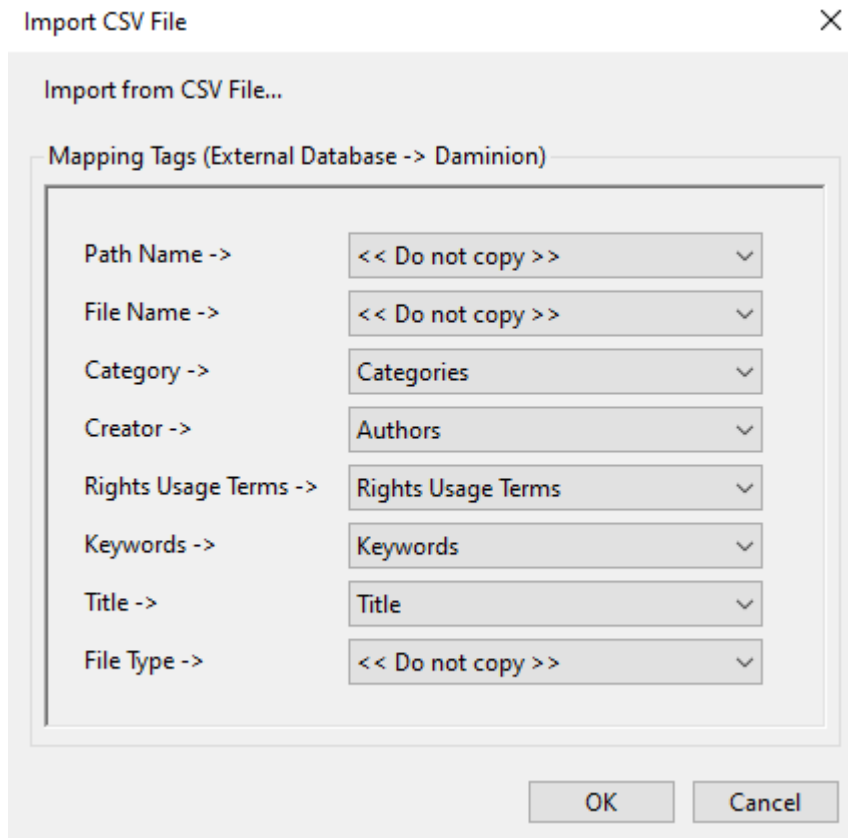 Import CSV File
Import from CSV File...
Mapping Tags (External Database -> Daminion)
Path Name -> << Do not copy >>
File Name -> << Do not copy >>
Category -> Categories
Creator -> Authors
Rights Usage Terms -> Rights Usage Terms
Keywords -> Keywords
Title -> Title
File Type -> << Do not copy >>
OK Cancel